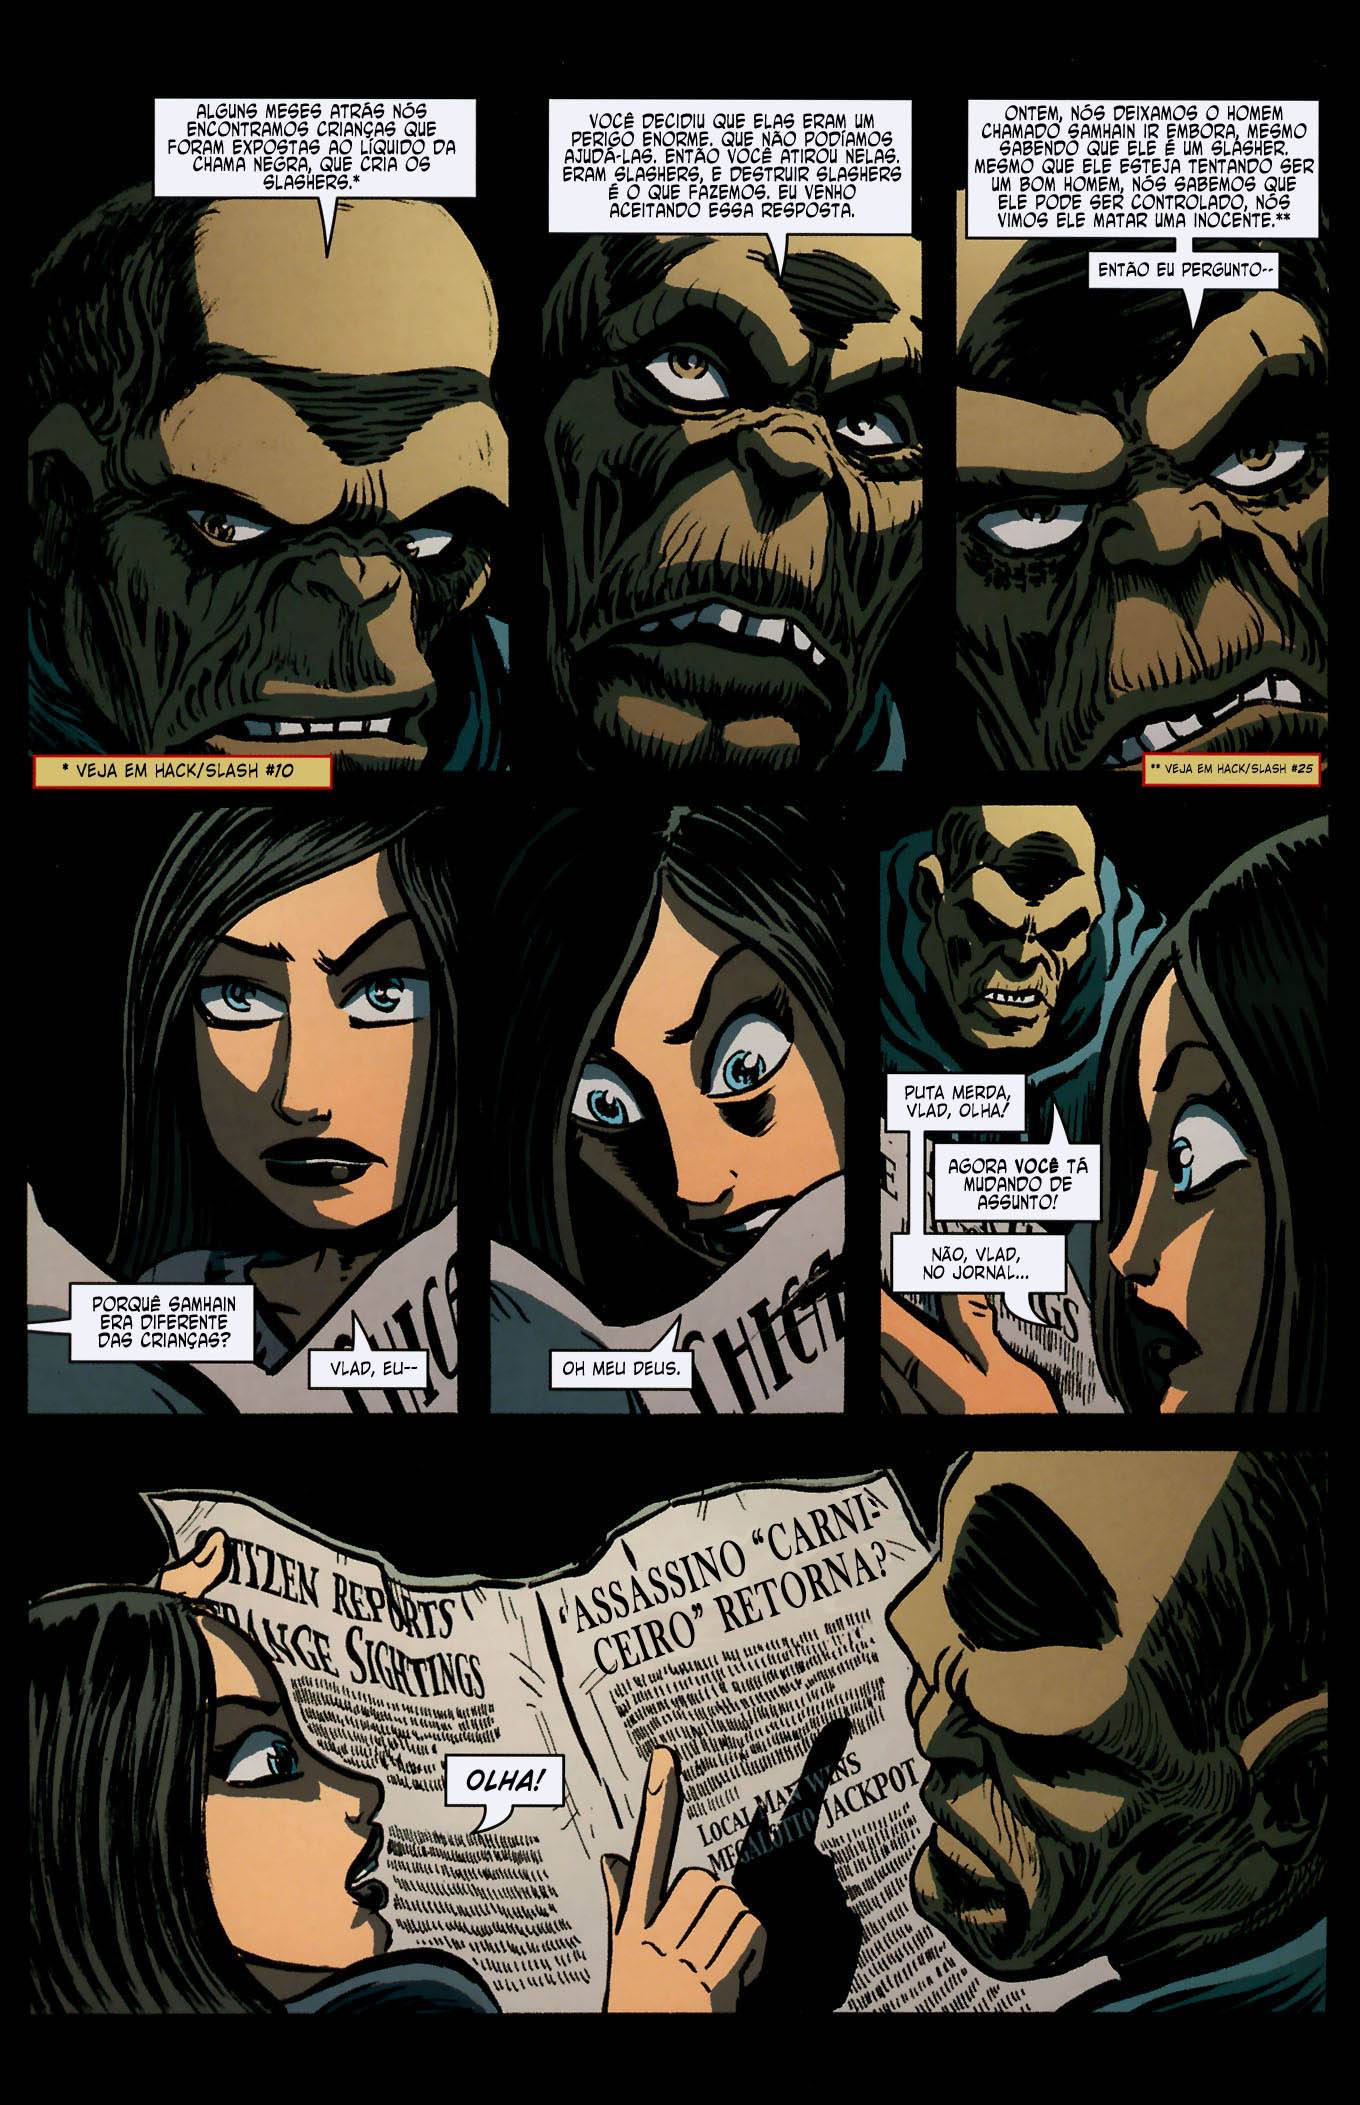 ALGUNS MESES ATRÁS NÓS
ENCONTRAMOS CRIANÇAS QUE
FORAM EXPOSTAS AO LÍQUIDO DA
CHAMA NEGRA, QUE CRIA OS
SLASHERS.*
VOCÊ DECIDIU QUE ELAS ERAM UM
PERIGO ENORME. QUE NÃO PODÍAMOS
AJUDÁ-LAS. ENTÃO VOCÊ ATIROU NELAS.
ERAM SLASHERS, E DESTRUIR SLASHERS
É O QUE FAZEMOS. EU VENHO
ACEITANDO ESSA RESPOSTA.
ONTEM, NÓS DEIXAMOS O HOMEM
CHAMADO SAMHAIN IR EMBORA, MESMO
SABENDO QUE ELE É UM SLASHER.
MESMO QUE ELE ESTEJA TENTANDO SER
UM BOM HOMEM, NÓS SABEMOS QUE
ELE PODE SER CONTROLADO, NÓS
VIMOS ELE MATAR UMA INOCENTE.**
ENTÃO EU PERGUNTO--
* VEJA EM HACK/SLASH #10
** VEJA EM HACK/SLASH #25
PORQUÊ SAMHAIN
ERA DIFERENTE
DAS CRIANÇAS?
VLAD, EU--
OH MEU DEUS.
PUTA MERDA,
VLAD, OLHA!
AGORA VOCÊ TÁ
MUDANDO DE
ASSUNTO!
NÃO, VLAD,
NO JORNAL...
TIZEN REPORTS
RANGE SIGHTINGS
ASSASSINO "CARNI-
CEIRO" RETORNA?
OLHA!
LOCAL MAN WINS
MEGALOTTO JACKPOT